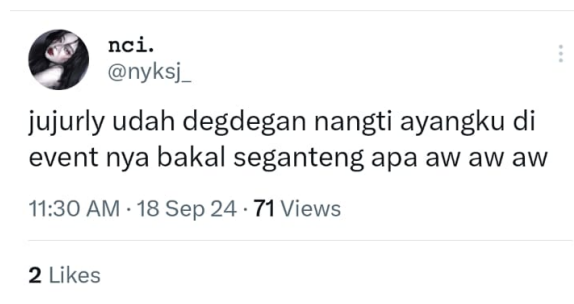 nci.
@nyksj_
jujurly udah degdegan nangti ayangku di
event nya bakal seganteng apa aw aw aw
11:30 AM · 18 Sep 24 · 71 Views
2 Likes